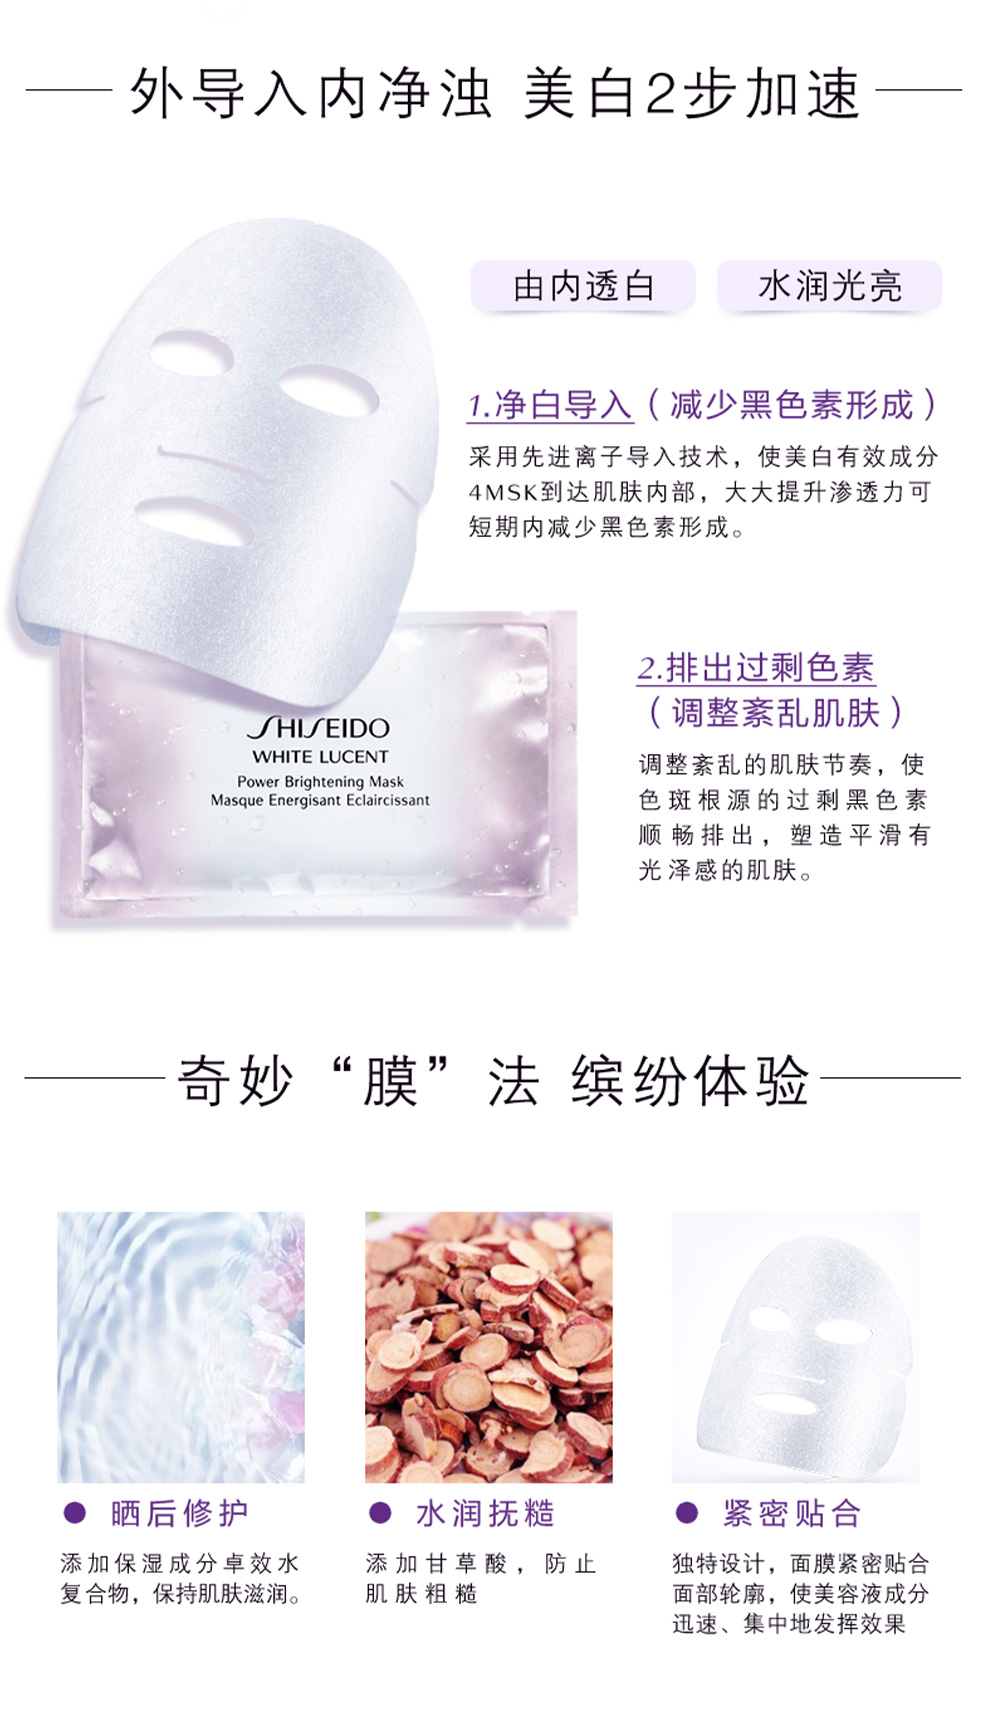 外导入内净浊 美白2步加速
由内透白 水润光亮
1.净白导入（减少黑色素形成）
采用先进离子导入技术，使美白有效成分
4MSK到达肌肤内部，大大提升渗透力可
短期内减少黑色素形成。
SHISEIDO
WHITE LUCENT
Power Brightening Mask
Masque Energisant Eclaircissant
2.排出过剩色素
（调整紊乱肌肤）
调整紊乱的肌肤节奏，使
色斑根源的过剩黑色素
顺畅排出，塑造平滑有
光泽感的肌肤。
奇妙“膜”法 缤纷体验
晒后修护
添加保湿成分卓效水
复合物，保持肌肤滋润。
水润抚糙
添加甘草酸，防止
肌肤粗糙
紧密贴合
独特设计，面膜紧密贴合
面部轮廓，使美容液成分
迅速、集中地发挥效果